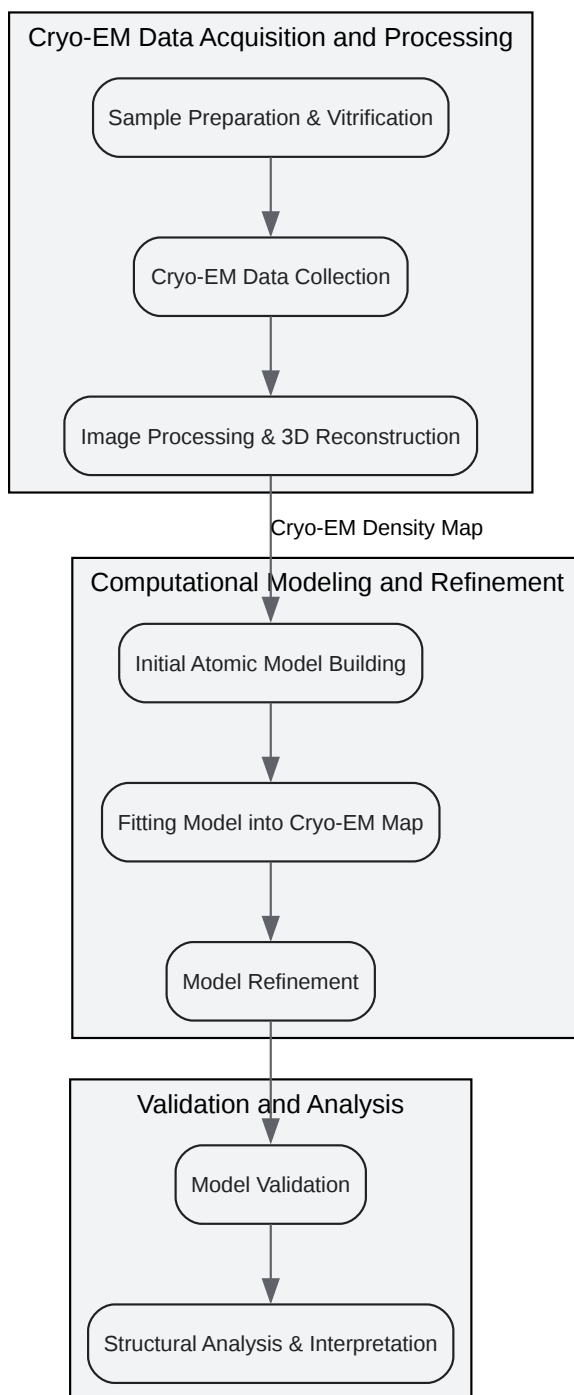 Cryo-EM Data Acquisition and Processing
Sample Preparation & Vitrification
Cryo-EM Data Collection
Image Processing & 3D Reconstruction
Cryo-EM Density Map
Computational Modeling and Refinement
Initial Atomic Model Building
Fitting Model into Cryo-EM Map
Model Refinement
Validation and Analysis
Model Validation
Structural Analysis & Interpretation